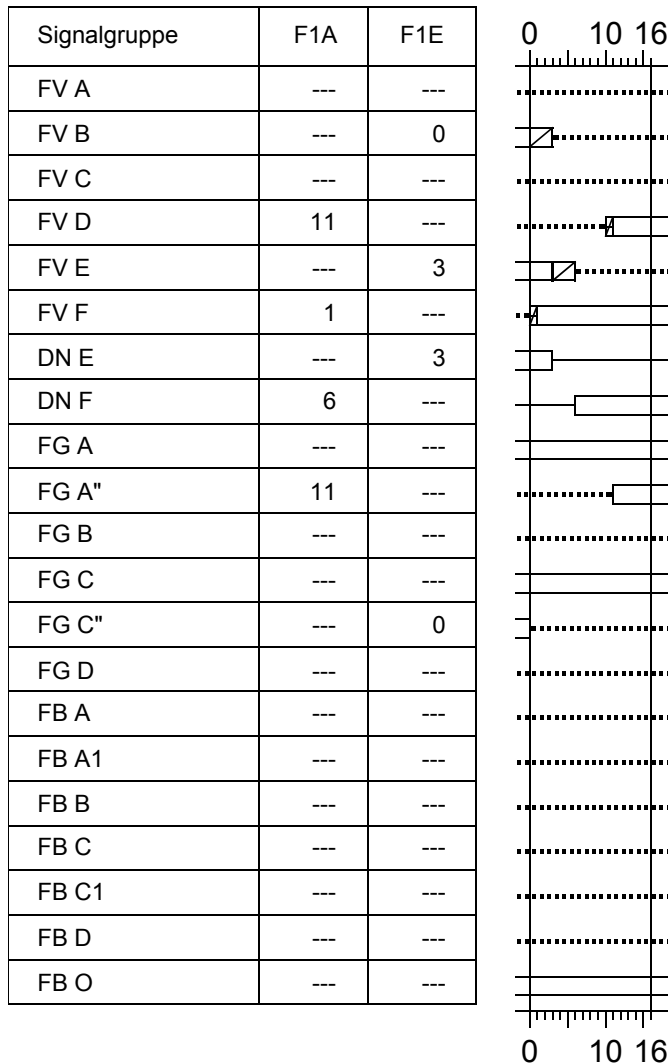 Signalgruppe F1A F1E 0 10 16
FV A --- ---
FV B --- 0
FV C --- ---
FV D 11 ---
FV E --- 3
FV F 1 ---
DN E --- 3
DN F 6 ---
FG A --- ---
FG A" 11 ---
FG B --- ---
FG C --- ---
FG C" --- 0
FG D --- ---
FB A --- ---
FB A1 --- ---
FB B --- ---
FB C --- ---
FB C1 --- ---
FB D --- ---
FB O --- ---
0 10 16